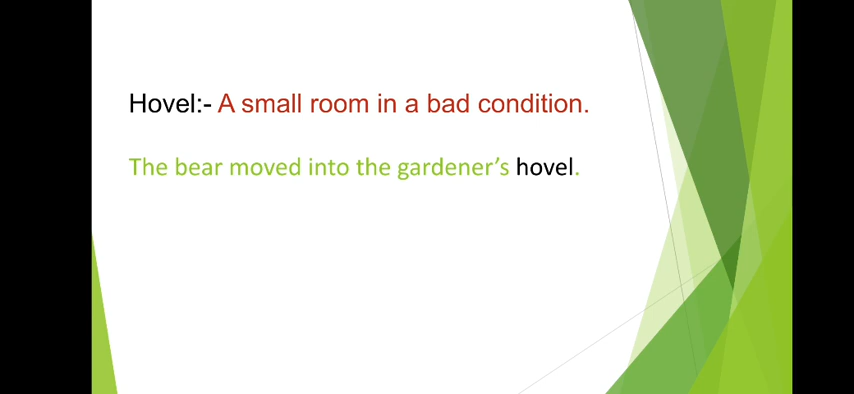 Hovel:- A small room in a bad condition.
The bear moved into the gardener’s hovel.